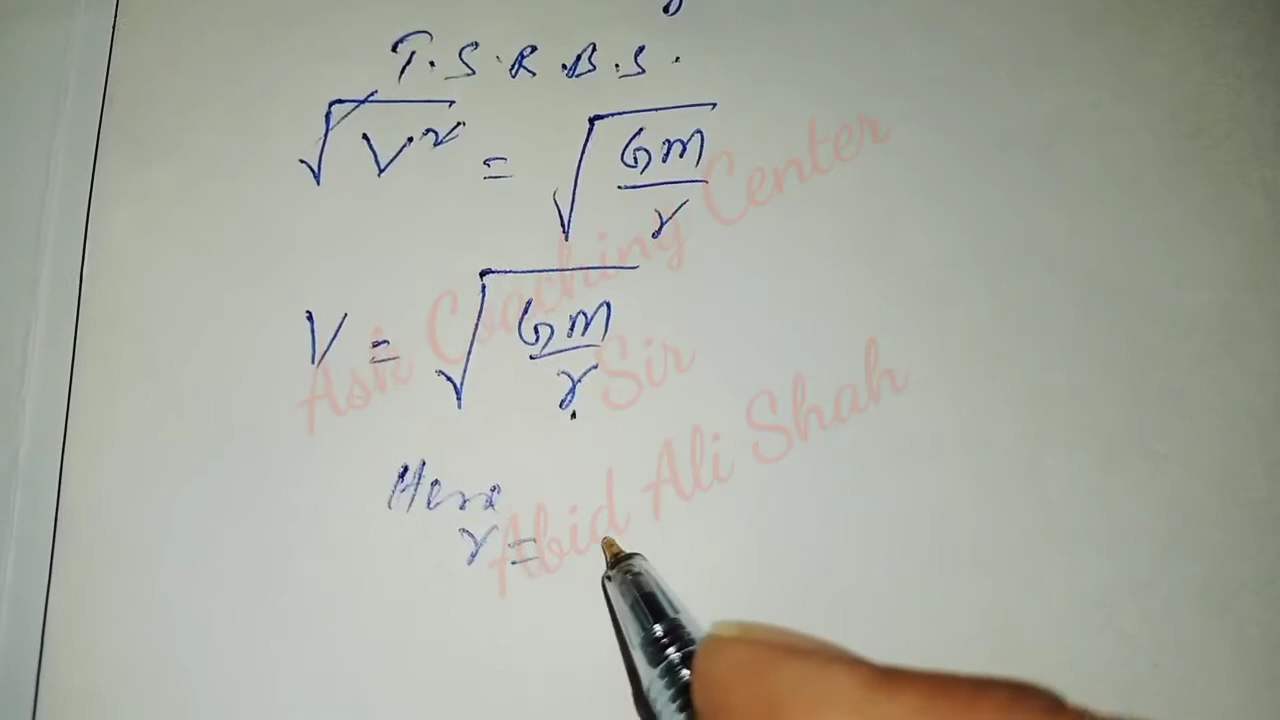 T.S.R.B.S.
√V² = √GM/r
V = √GM/r
Here
r =
Ask Coaching Center
Sir
Abid Ali Shah